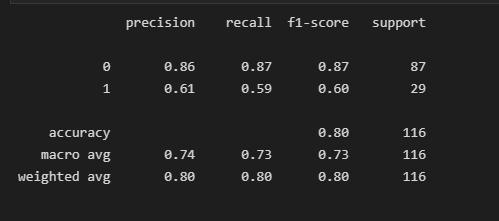 precision recall f1-score support
0 0.86 0.87 0.87 87
1 0.61 0.59 0.60 29
accuracy 0.80 116
macro avg 0.74 0.73 0.73 116
weighted avg 0.80 0.80 0.80 116